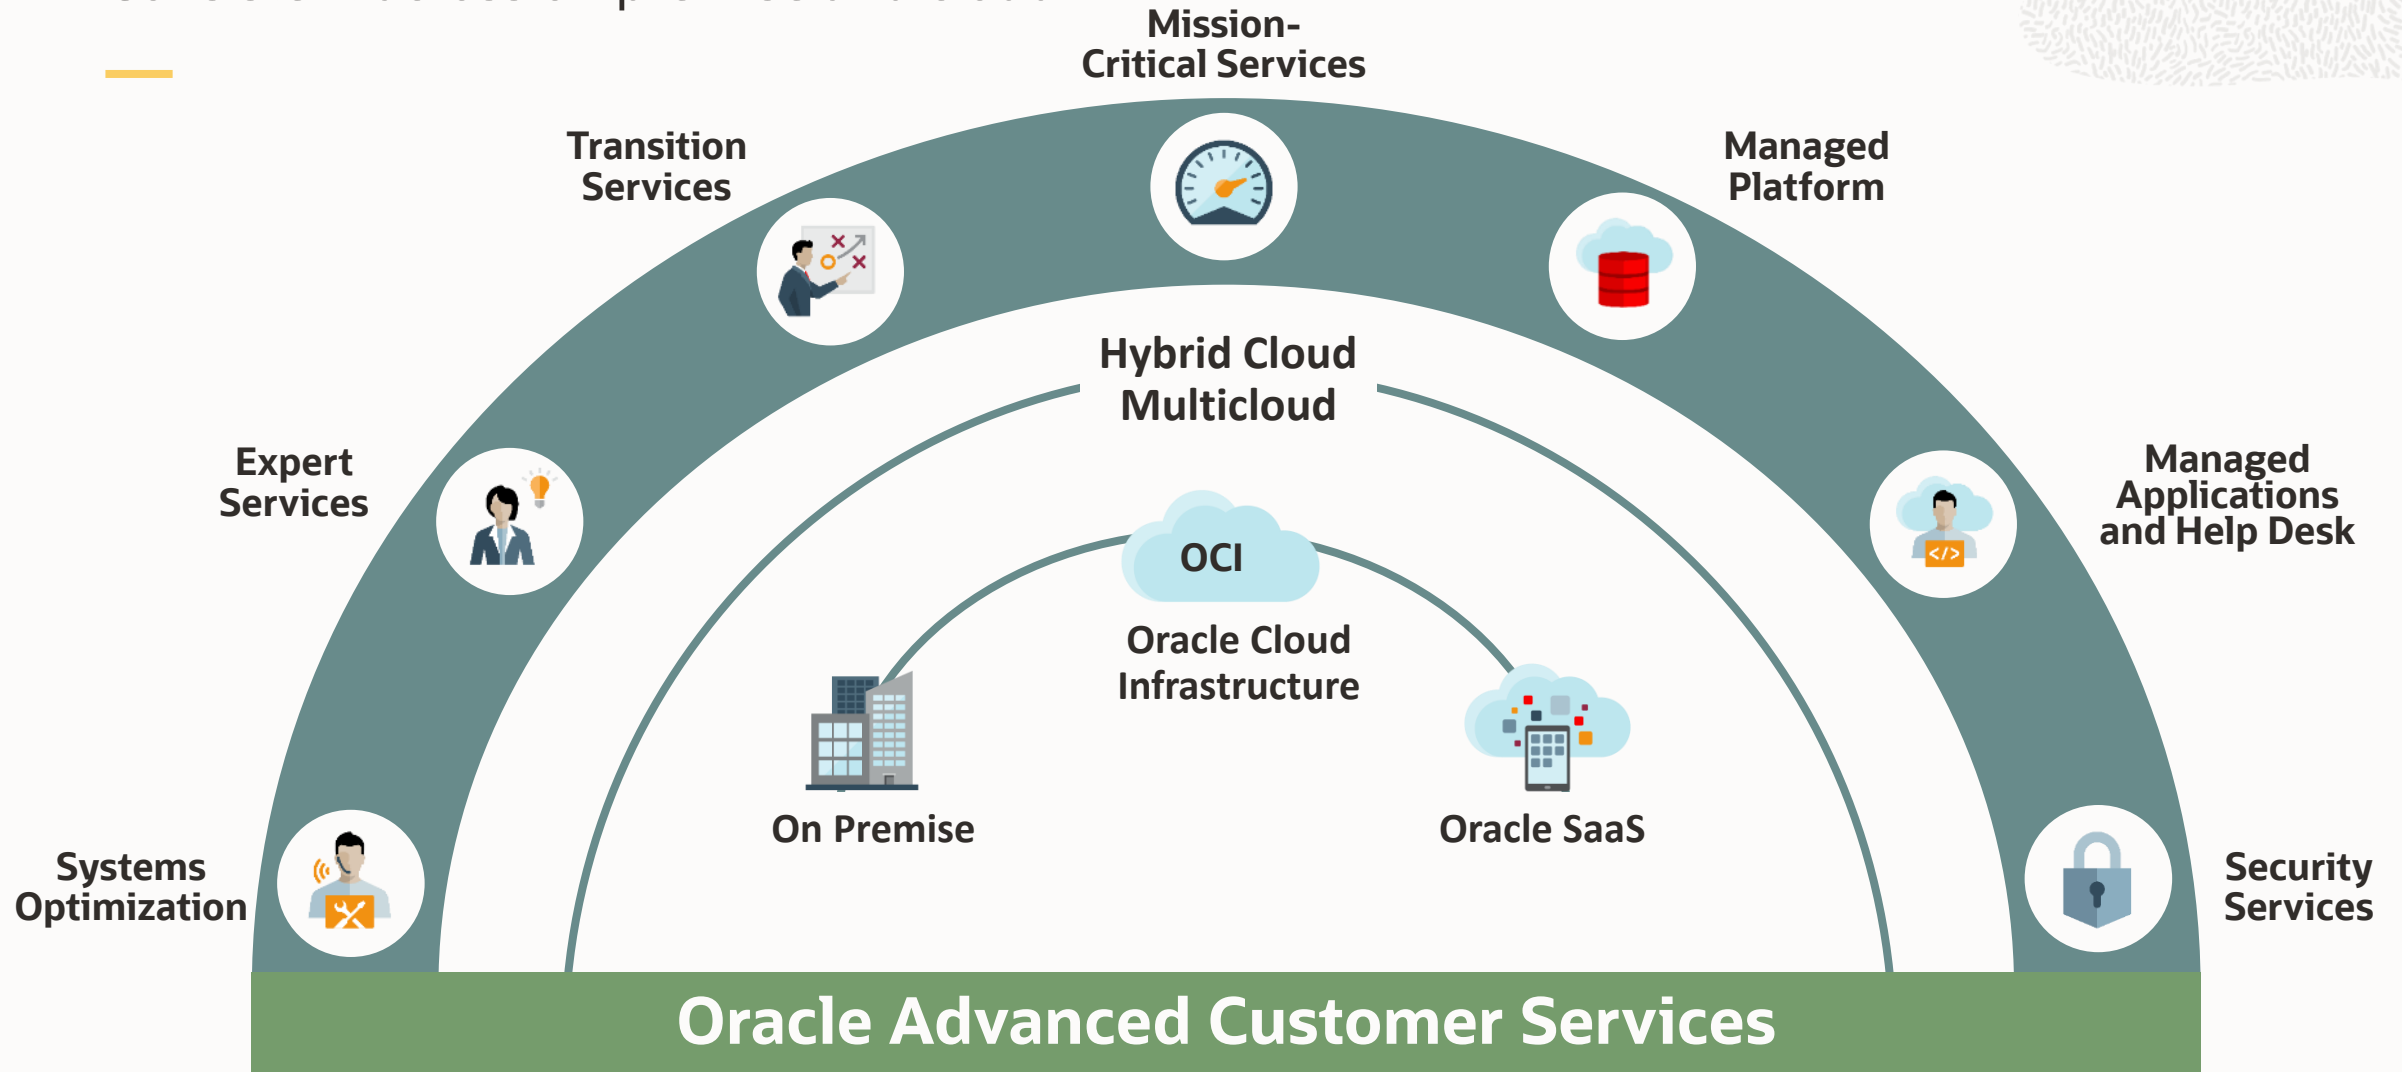 Mission-
Critical Services
Transition
Services
Managed
Platform
Hybrid Cloud
Multicloud
Expert
Services
Managed
Applications
and Help Desk
OCI
Oracle Cloud
Infrastructure
On Premise
Oracle SaaS
Systems
Optimization
Security
Services
</>
Oracle Advanced Customer Services